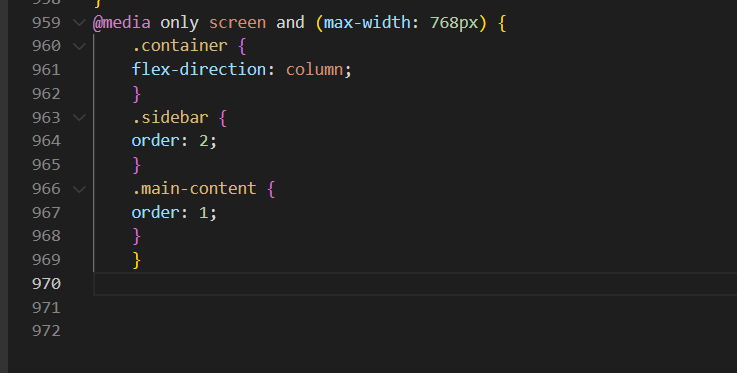 958 }
959 @media only screen and (max-width: 768px) {
960 .container {
961 flex-direction: column;
962 }
963 .sidebar {
964 order: 2;
965 }
966 .main-content {
967 order: 1;
968 }
969 }
970
971
972